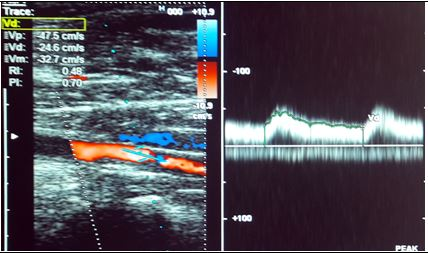 Trace:
Vd:
Vp: -47.5 cm/s
Vd: -24.6 cm/s
Vm: -32.7 cm/s
RI: 0.48
PI: 0.70
000 +10.9
-10.9
cm/s
-100
Vd
+100
PEAK